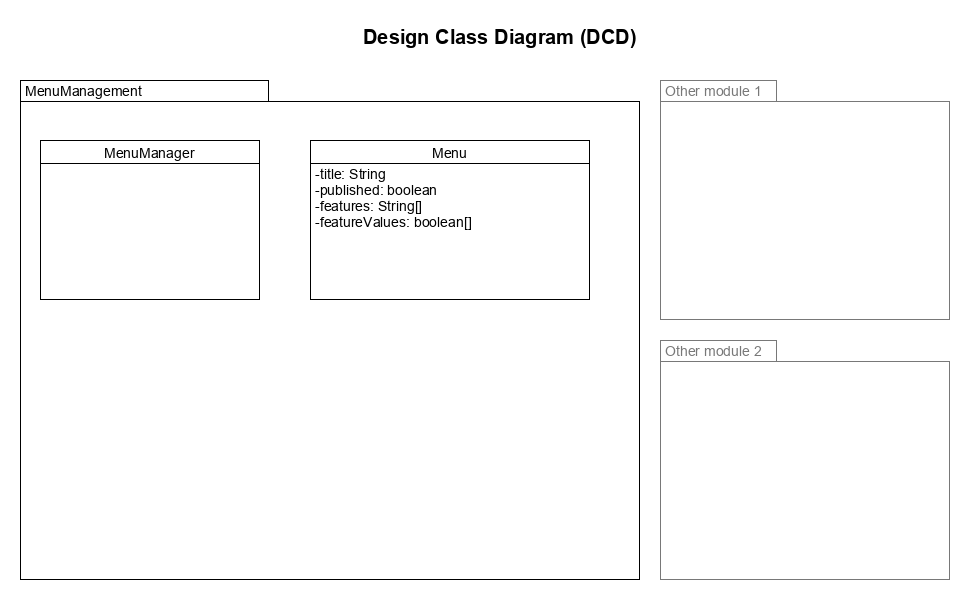 Design Class Diagram (DCD)
MenuManagement
MenuManager
Menu
-title: String
-published: boolean
-features: String[]
-featureValues: boolean[]
Other module 1
Other module 2